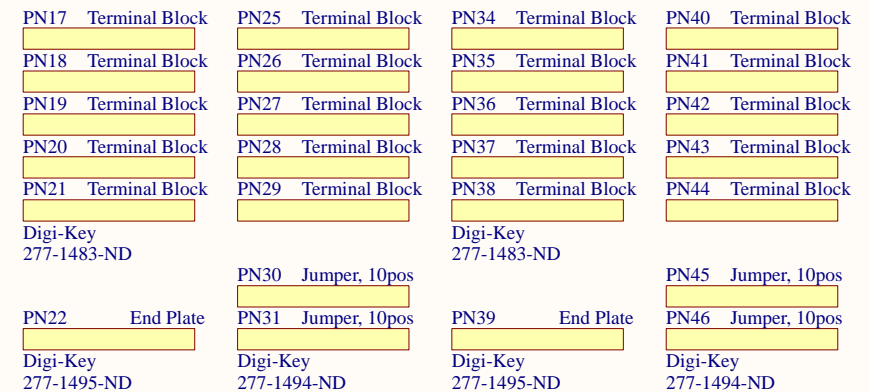 PN17 Terminal Block
PN18 Terminal Block
PN19 Terminal Block
PN20 Terminal Block
PN21 Terminal Block
Digi-Key
277-1483-ND
PN22 End Plate
Digi-Key
277-1495-ND
PN25 Terminal Block
PN26 Terminal Block
PN27 Terminal Block
PN28 Terminal Block
PN29 Terminal Block
PN30 Jumper, 10pos
PN31 Jumper, 10pos
Digi-Key
277-1494-ND
PN34 Terminal Block
PN35 Terminal Block
PN36 Terminal Block
PN37 Terminal Block
PN38 Terminal Block
Digi-Key
277-1483-ND
PN39 End Plate
Digi-Key
277-1495-ND
PN40 Terminal Block
PN41 Terminal Block
PN42 Terminal Block
PN43 Terminal Block
PN44 Terminal Block
PN45 Jumper, 10pos
PN46 Jumper, 10pos
Digi-Key
277-1494-ND